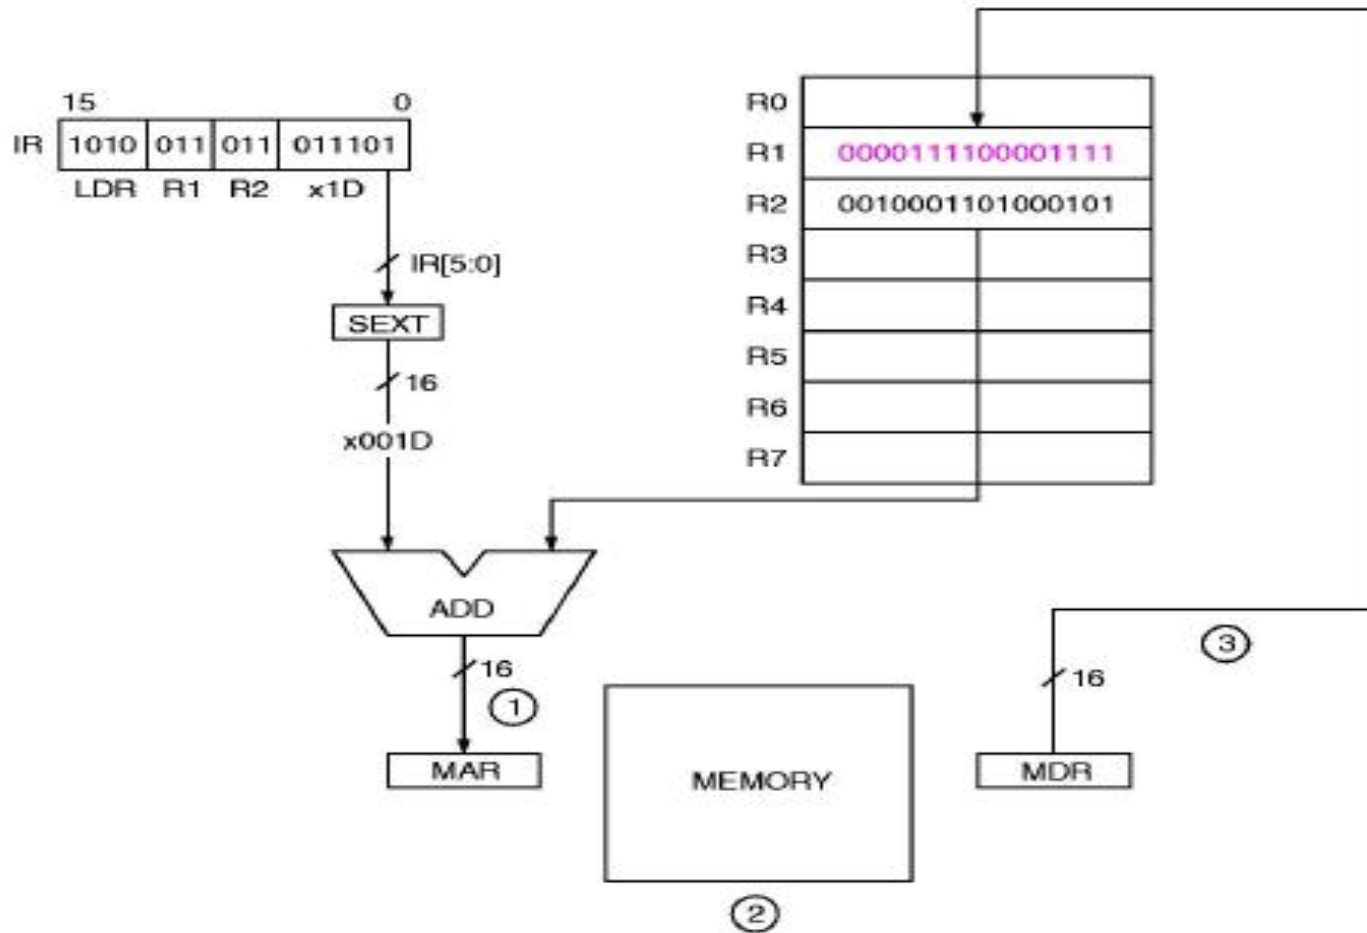 15 0
IR 1010 011 011 011101
LDR R1 R2 x1D
IR[5:0]
SEXT
16
x001D
ADD
16
1
MAR
R0
R1 0000111100001111
R2 0010001101000101
R3
R4
R5
R6
R7
MEMORY
2
3
16
MDR